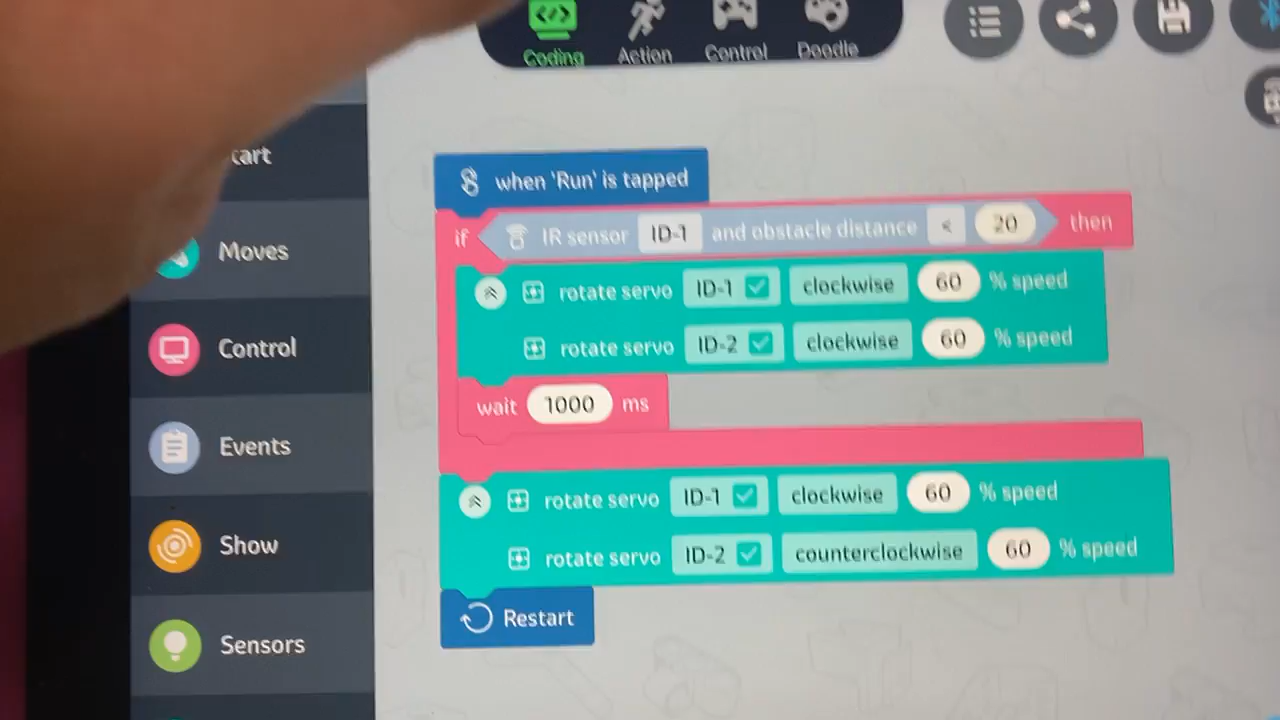 Coding Action Control Doodle
tart
Moves
Control
Events
Show
Sensors
when 'Run' is tapped
if IR sensor ID-1 and obstacle distance < 20 then
rotate servo ID-1 clockwise 60 % speed
rotate servo ID-2 clockwise 60 % speed
wait 1000 ms
rotate servo ID-1 clockwise 60 % speed
rotate servo ID-2 counterclockwise 60 % speed
Restart